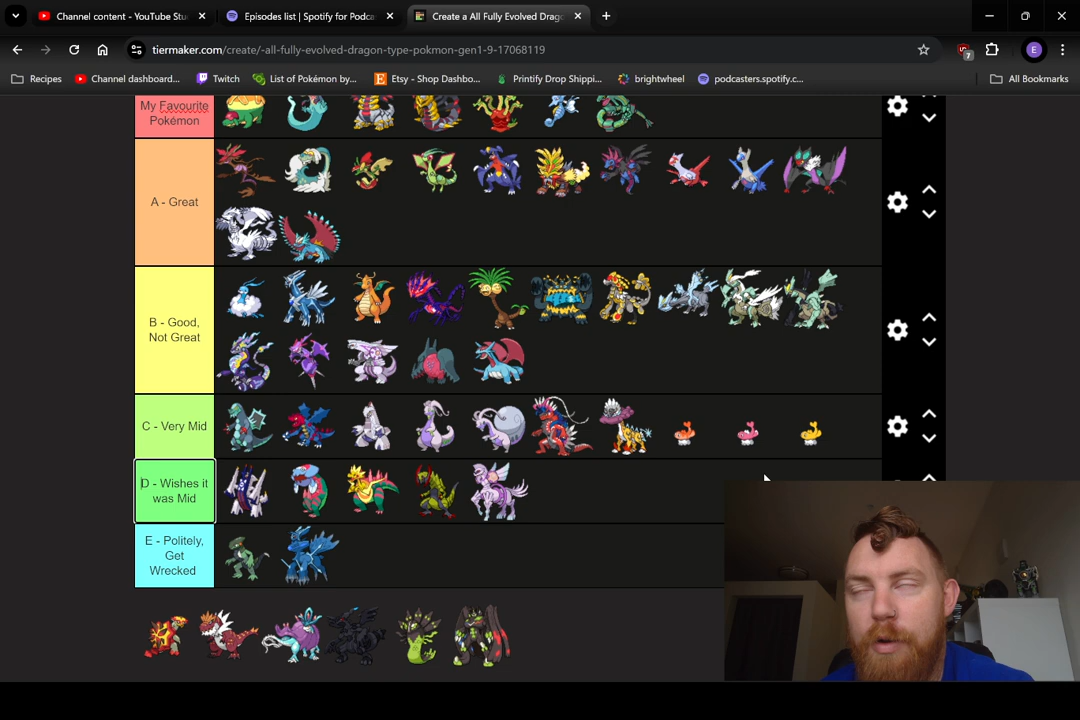 Channel content - YouTube Stu
Episodes list | Spotify for Podca
Create a All Fully Evolved Drago
tiermaker.com/create/-all-fully-evolved-dragon-type-pokmon-gen1-9-17068119
7
E
Recipes
Channel dashboard...
Twitch
List of Pokémon by...
Etsy - Shop Dashbo...
Printify Drop Shippi...
brightwheel
podcasters.spotify.c...
All Bookmarks
My Favourite
Pokémon
A - Great
B - Good,
Not Great
C - Very Mid
D - Wishes it
was Mid
E - Politely,
Get
Wrecked